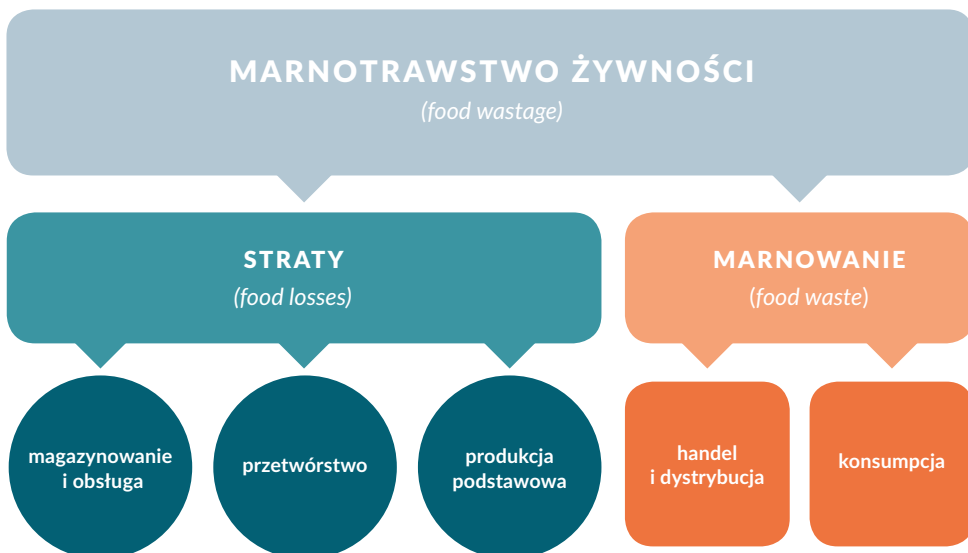 MARNOTRAWSTWO ŻYWNOŚCI
(food wastage)
STRATY
(food losses)
MARNOWANIE
(food waste)
magazynowanie
i obsługa
przetwórstwo
produkcja
podstawowa
handel
i dystrybucja
konsumpcja